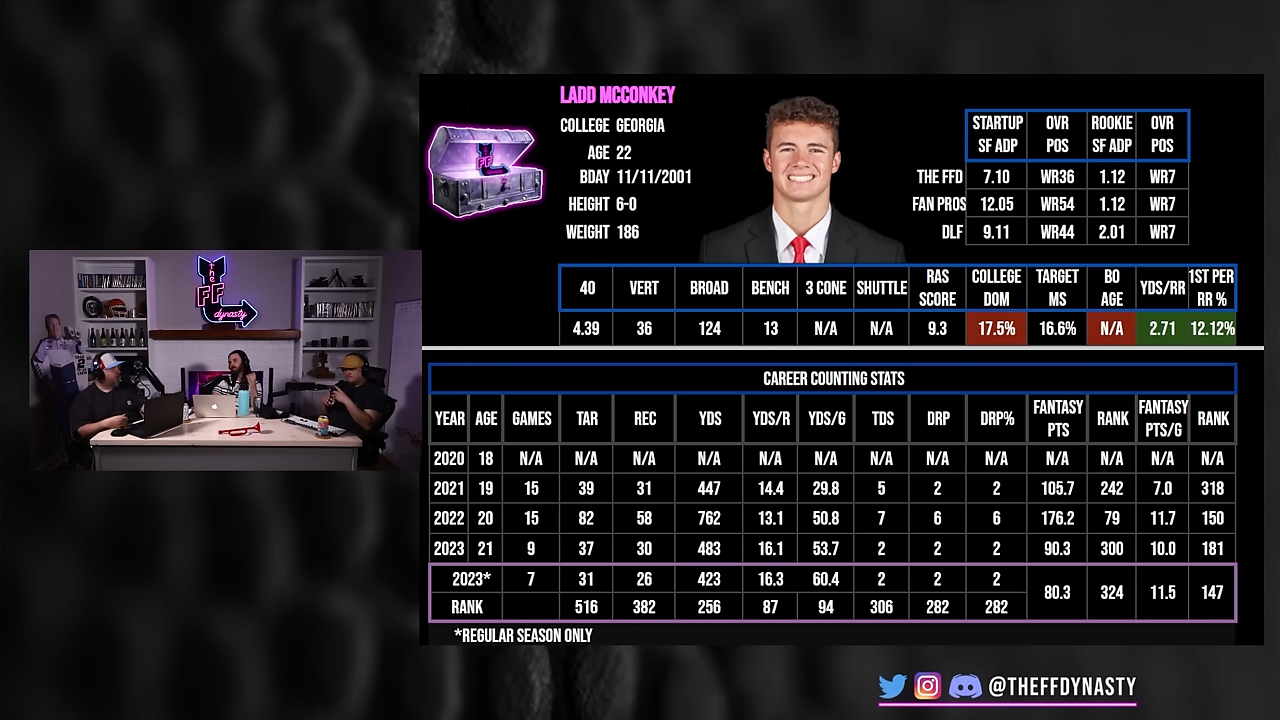 LADD MCCONKEY
COLLEGE GEORGIA
AGE 22
BDAY 11/11/2001
HEIGHT 6-0
WEIGHT 186
FF
STARTUP SF ADP OVR POS ROOKIE SF ADP OVR POS
THE FFD 7.10 WR36 1.12 WR7
FAN PROS 12.05 WR54 1.12 WR7
DLF 9.11 WR44 2.01 WR7
40 VERT BROAD BENCH 3 CONE SHUTTLE RAS SCORE COLLEGE DOM TARGET MS BO AGE YDS/RR 1ST PER RR %
4.39 36 124 13 N/A N/A 9.3 17.5% 16.6% N/A 2.71 12.12%
the
FF
dynasty
CAREER COUNTING STATS
YEAR AGE GAMES TAR REC YDS YDS/R YDS/G TDS DRP DRP% FANTASY PTS RANK FANTASY PTS/G RANK
2020 18 N/A N/A N/A N/A N/A N/A N/A N/A N/A N/A N/A N/A N/A
2021 19 15 39 31 447 14.4 29.8 5 2 2 105.7 242 7.0 318
2022 20 15 82 58 762 13.1 50.8 7 6 6 176.2 79 11.7 150
2023 21 9 37 30 483 16.1 53.7 2 2 2 90.3 300 10.0 181
2023* 7 31 26 423 16.3 60.4 2 2 2 80.3 324 11.5 147
RANK 516 382 256 87 94 306 282 282
*REGULAR SEASON ONLY
@THEFFDYNASTY